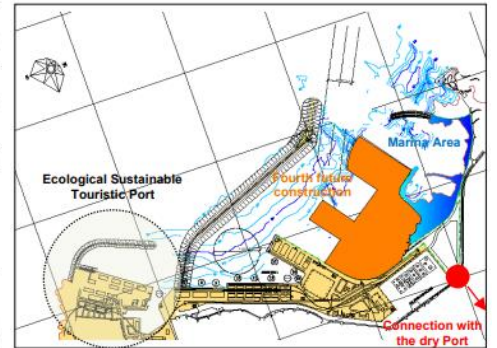 Marina Area
Ecological Sustainable
Touristic Port
Fourth future
construction
Connection with
the dry Port